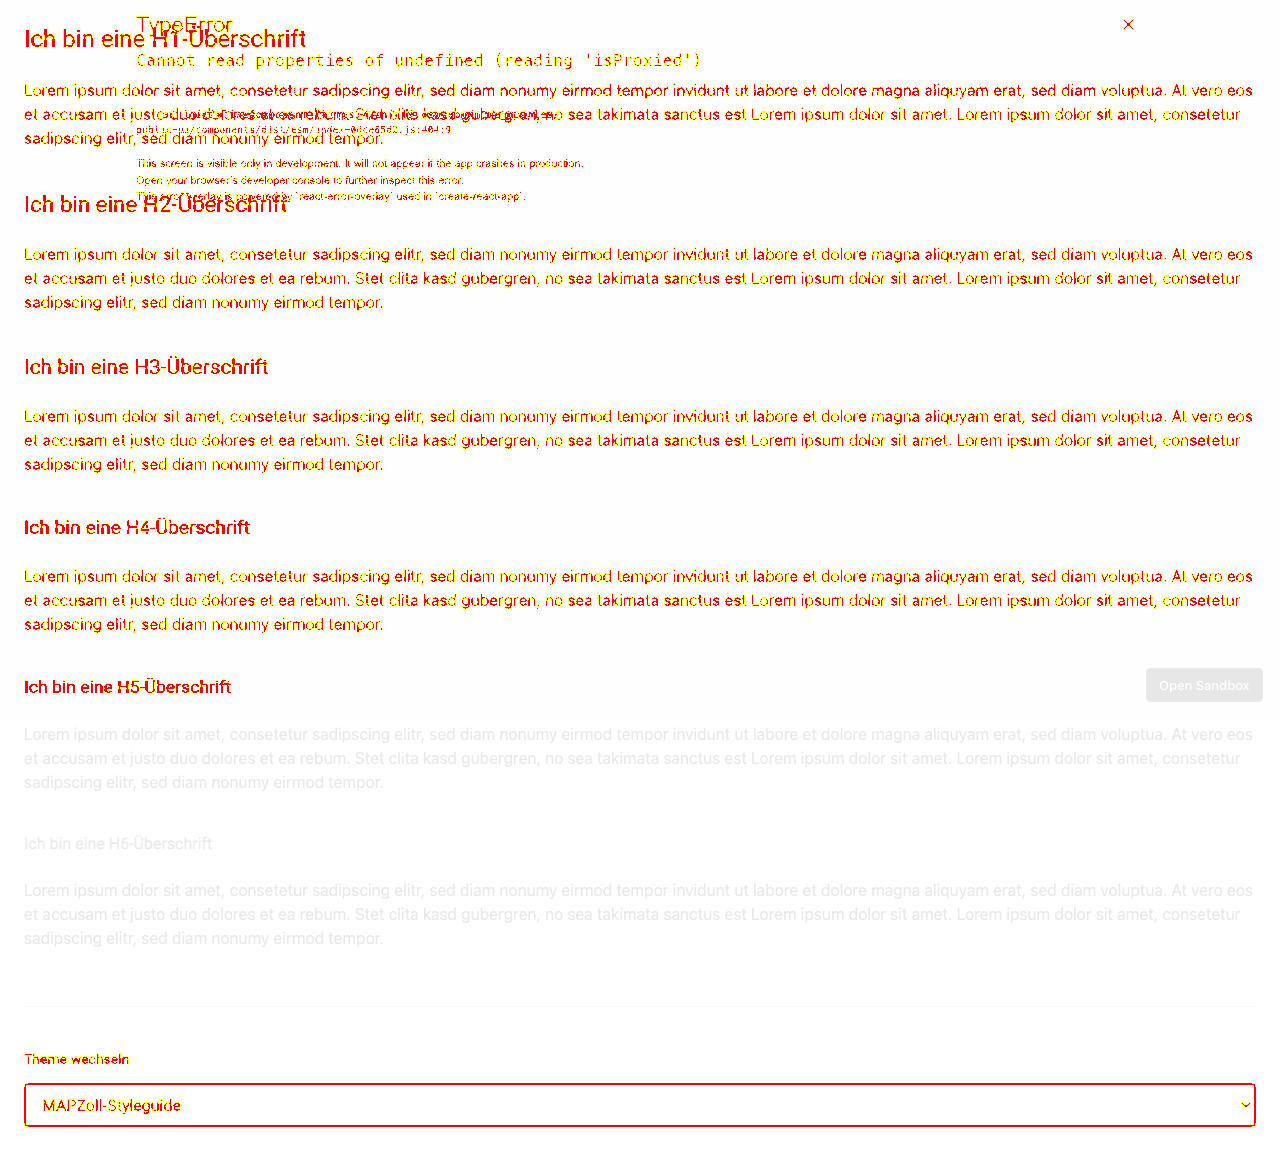 TypeError
Ich bin eine H1-Überschrift
Cannot read properties of undefined (reading 'isProxied')
Lorem ipsum dolor sit amet, consetetur sadipscing elitr, sed diam nonumy eirmod tempor invidunt ut labore et dolore magna aliquyam erat, sed diam voluptua. At vero eos
et accusam et justo duo dolores et ea rebum. Stet clita kasd gubergren, no sea takimata sanctus est Lorem ipsum dolor sit amet. Lorem ipsum dolor sit amet, consetetur
public-ui/components/dist/esm/index-0dce65d2.js:404:9
sadipscing elitr, sed diam nonumy eirmod tempor.
This screen is visible only in development. It will not appear if the app crashes in production.
Open your browser's developer console to further inspect this error.
This error overlay is powered by `react-error-overlay` used in `create-react-app`.
Ich bin eine H2-Überschrift
Lorem ipsum dolor sit amet, consetetur sadipscing elitr, sed diam nonumy eirmod tempor invidunt ut labore et dolore magna aliquyam erat, sed diam voluptua. At vero eos
et accusam et justo duo dolores et ea rebum. Stet clita kasd gubergren, no sea takimata sanctus est Lorem ipsum dolor sit amet. Lorem ipsum dolor sit amet, consetetur
sadipscing elitr, sed diam nonumy eirmod tempor.
Ich bin eine H3-Überschrift
Lorem ipsum dolor sit amet, consetetur sadipscing elitr, sed diam nonumy eirmod tempor invidunt ut labore et dolore magna aliquyam erat, sed diam voluptua. At vero eos
et accusam et justo duo dolores et ea rebum. Stet clita kasd gubergren, no sea takimata sanctus est Lorem ipsum dolor sit amet. Lorem ipsum dolor sit amet, consetetur
sadipscing elitr, sed diam nonumy eirmod tempor.
Ich bin eine H4-Überschrift
Lorem ipsum dolor sit amet, consetetur sadipscing elitr, sed diam nonumy eirmod tempor invidunt ut labore et dolore magna aliquyam erat, sed diam voluptua. At vero eos
et accusam et justo duo dolores et ea rebum. Stet clita kasd gubergren, no sea takimata sanctus est Lorem ipsum dolor sit amet. Lorem ipsum dolor sit amet, consetetur
sadipscing elitr, sed diam nonumy eirmod tempor.
Ich bin eine H5-Überschrift
Open Sandbox
Lorem ipsum dolor sit amet, consetetur sadipscing elitr, sed diam nonumy eirmod tempor invidunt ut labore et dolore magna aliquyam erat, sed diam voluptua. At vero eos
et accusam et justo duo dolores et ea rebum. Stet clita kasd gubergren, no sea takimata sanctus est Lorem ipsum dolor sit amet. Lorem ipsum dolor sit amet, consetetur
sadipscing elitr, sed diam nonumy eirmod tempor.
Ich bin eine H6-Überschrift
Lorem ipsum dolor sit amet, consetetur sadipscing elitr, sed diam nonumy eirmod tempor invidunt ut labore et dolore magna aliquyam erat, sed diam voluptua. At vero eos
et accusam et justo duo dolores et ea rebum. Stet clita kasd gubergren, no sea takimata sanctus est Lorem ipsum dolor sit amet. Lorem ipsum dolor sit amet, consetetur
sadipscing elitr, sed diam nonumy eirmod tempor.
Theme wechseln
MAPZoll-Styleguide